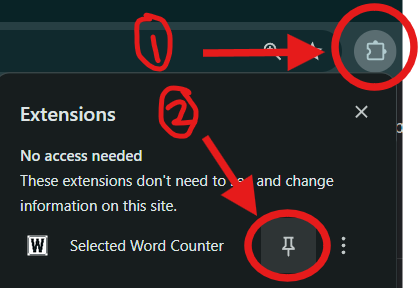 1
2
Extensions
No access needed
These extensions don't need to see and change
information on this site.
W Selected Word Counter